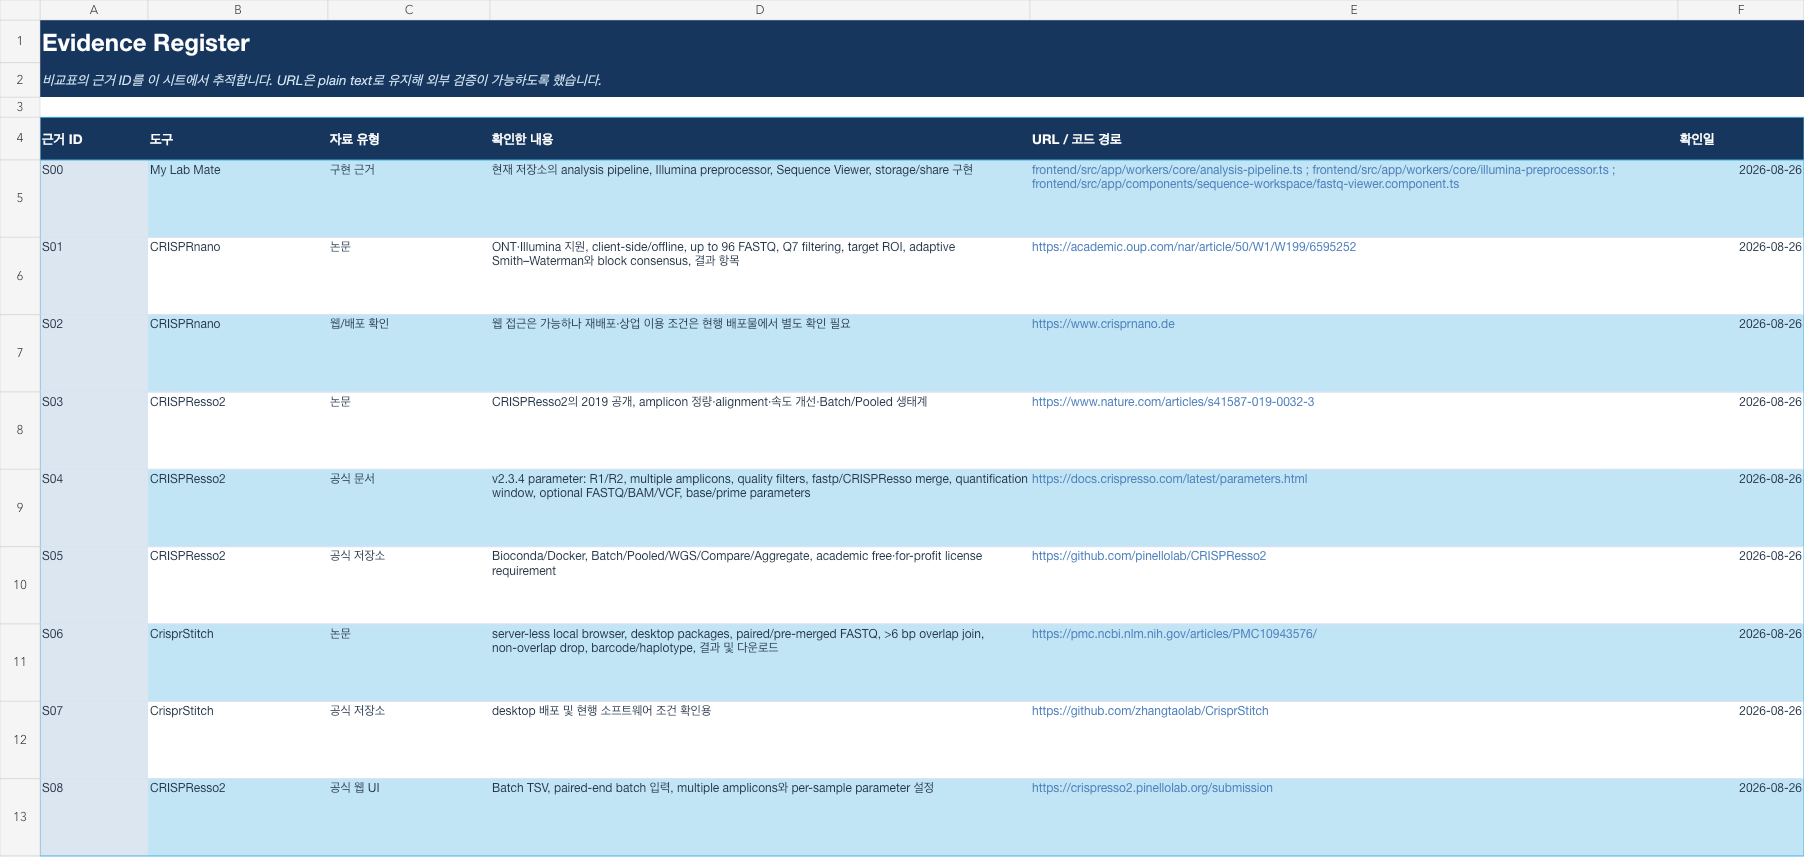 A B C D E F
1 Evidence Register
2 비교표의 근거 ID를 이 시트에서 추적합니다. URL은 plain text로 유지해 외부 검증이 가능하도록 했습니다.
3
4 근거 ID 도구 자료 유형 확인한 내용 URL / 코드 경로 확인일
S00 My Lab Mate 구현 근거 현재 저장소의 analysis pipeline, Illumina preprocessor, Sequence Viewer, storage/share 구현 frontend/src/app/workers/core/analysis-pipeline.ts ; frontend/src/app/workers/core/illumina-preprocessor.ts ; 2026-08-26
frontend/src/app/components/sequence-workspace/fastq-viewer.component.ts
5
S01 CRISPRnano 논문 ONT·Illumina 지원, client-side/offline, up to 96 FASTQ, Q7 filtering, target ROI, adaptive https://academic.oup.com/nar/article/50/W1/W199/6595252 2026-08-26
Smith–Waterman와 block consensus, 결과 항목
6
S02 CRISPRnano 웹/배포 확인 웹 접근은 가능하나 재배포·상업 이용 조건은 현행 배포물에서 별도 확인 필요 https://www.crisprnano.de 2026-08-26
7
S03 CRISPResso2 논문 CRISPResso2의 2019 공개, amplicon 정량·alignment·속도 개선·Batch/Pooled 생태계 https://www.nature.com/articles/s41587-019-0032-3 2026-08-26
8
S04 CRISPResso2 공식 문서 v2.3.4 parameter: R1/R2, multiple amplicons, quality filters, fastp/CRISPResso merge, quantification https://docs.crispresso.com/latest/parameters.html 2026-08-26
window, optional FASTQ/BAM/VCF, base/prime parameters
9
S05 CRISPResso2 공식 저장소 Bioconda/Docker, Batch/Pooled/WGS/Compare/Aggregate, academic free·for-profit license https://github.com/pinellolab/CRISPResso2 2026-08-26
requirement
10
S06 CrisprStitch 논문 server-less local browser, desktop packages, paired/pre-merged FASTQ, >6 bp overlap join, https://pmc.ncbi.nlm.nih.gov/articles/PMC10943576/ 2026-08-26
non-overlap drop, barcode/haplotype, 결과 및 다운로드
11
S07 CrisprStitch 공식 저장소 desktop 배포 및 현행 소프트웨어 조건 확인용 https://github.com/zhangtaolab/CrisprStitch 2026-08-26
12
S08 CRISPResso2 공식 웹 UI Batch TSV, paired-end batch 입력, multiple amplicons와 per-sample parameter 설정 https://crispresso2.pinellolab.org/submission 2026-08-26
13